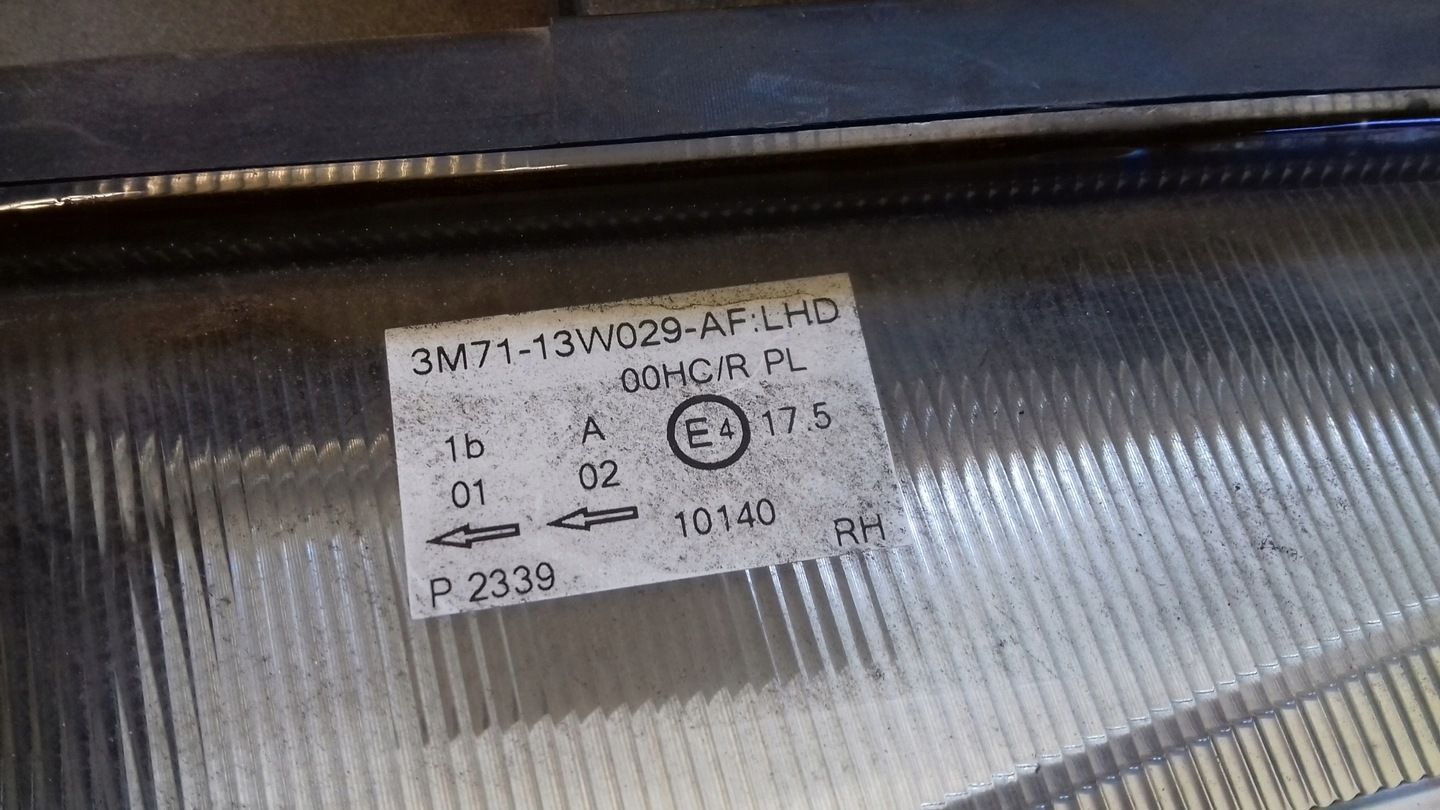 3M71-13W029-AF:LHD
00HC/R PL
1b A E4 17.5
01 02
10140 RH
P 2339